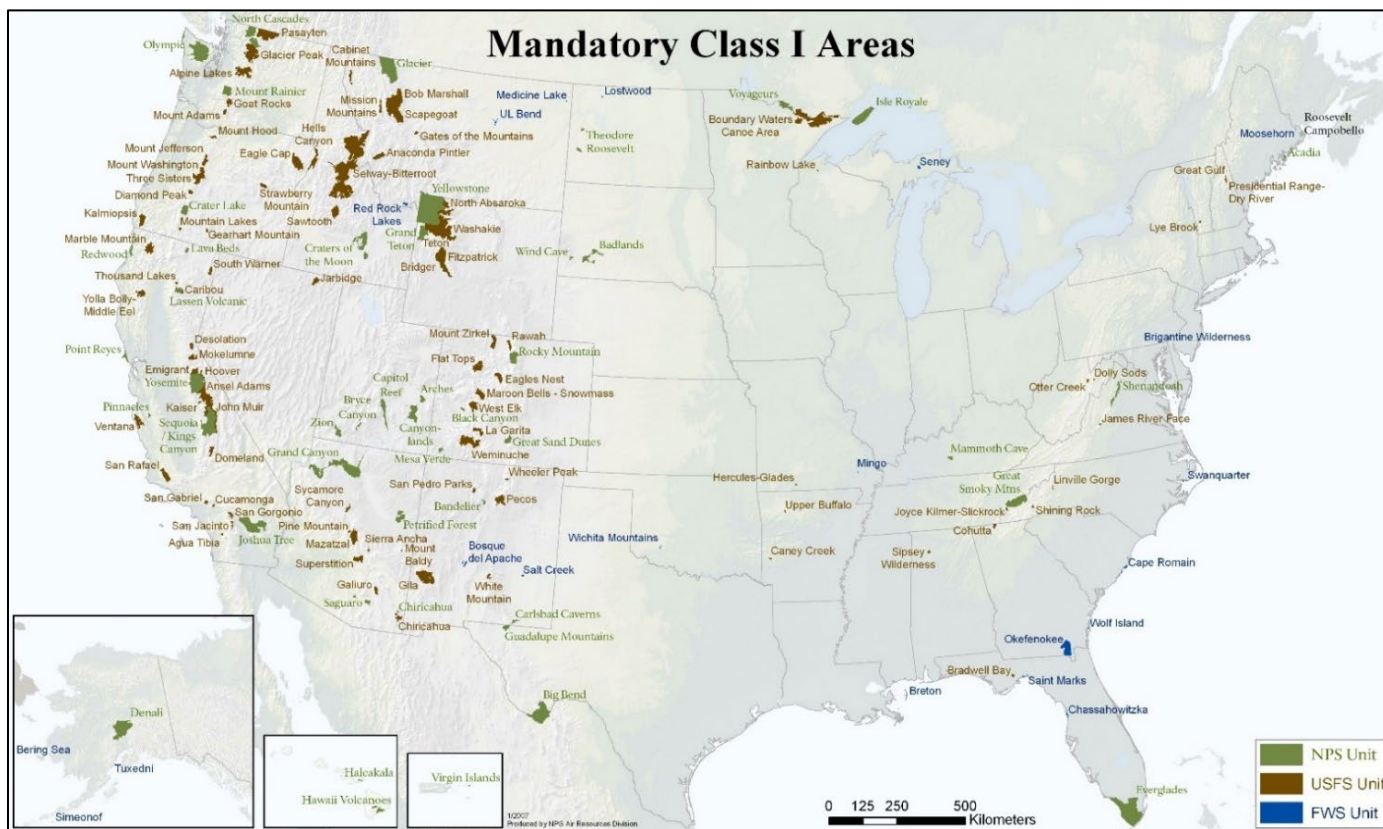 Mandatory Class I Areas
North Cascades
Pasayten
Olympic
Glacier Peak
Cabinet
Mountains
Glacier
Alpine Lakes
Mount Rainier
Goat Rocks
Mount Adams
Mission
Mountains
Bob Marshall
Scapegoat
Medicine Lake
Lostwood
UL Bend
Voyageurs
Isle Royale
Boundary Waters
Canoe Area
Mount Hood
Hells
Canyon
Gates of the Mountains
Theodore
Roosevelt
Moosehorn
Roosevelt
Campobello
Acadia
Mount Jefferson
Eagle Cap
Anaconda Pintler
Rainbow Lake
Seney
Mount Washington
Three Sisters
Selway-Bitterroot
Great Gulf
Presidential Range-
Dry River
Diamond Peak
Strawberry
Mountain
Yellowstone
North Absaroka
Kalmiopsis
Crater Lake
Mountain Lakes
Sawtooth
Red Rock
Lakes
Washakie
Lye Brook
Gearhart Mountain
Marble Mountain
Redwood
Lava Beds
Craters of
the Moon
Grand
Teton
Teton
Wind Cave
Badlands
South Warner
Bridger
Fitzpatrick
Thousand Lakes
Caribou
Jarbidge
Yolla Bolly-
Middle Eel
Lassen Volcanic
Desolation
Mokelumne
Mount Zirkel
Rawah
Rocky Mountain
Brigantine Wilderness
Point Reyes
Flat Tops
Emigrant
Hoover
Yosemite
Ansel Adams
Capitol
Reef
Arches
Eagles Nest
Maroon Bells - Snowmass
Otter Creek
Dolly Sods
Shenandoah
Pinnacles
Kaiser
John Muir
Bryce
Canyon
West Elk
Black Canyon
Ventana
Sequoia
/ Kings
Canyon
Zion
Canyon-
lands
La Garita
Great Sand Dunes
James River Face
Domeland
Grand Canyon
Mesa Verde
Weminuche
Mammoth Cave
San Rafael
Wheeler Peak
Hercules-Glades
Mingo
Great
Smoky Mtns
Linville Gorge
Swanquarter
San Gabriel
Cucamonga
Sycamore
Canyon
San Pedro Parks
Pecos
Bandelier
Upper Buffalo
Joyce Kilmer-Slickrock
Shining Rock
San Gorgonio
San Jacinto
Pine Mountain
Petrified Forest
Cohutta
Agua Tibia
Joshua Tree
Mazatzal
Sierra Ancha
Mount
Baldy
Bosque
del Apache
Wichita Mountains
Caney Creek
Sipsey
Wilderness
Superstition
Salt Creek
Cape Romain
Galiuro
Gila
White
Mountain
Saguaro
Chiricahua
Chiricahua
Carlsbad Caverns
Guadalupe Mountains
Wolf Island
Okefenokee
Bradwell Bay
Saint Marks
Big Bend
Breton
Chassahowitzka
Denali
Bering Sea
Tuxedni
Simeonof
Haleakala
Hawaii Volcanoes
Virgin Islands
Everglades
NPS Unit
USFS Unit
FWS Unit
0 125 250 500
Kilometers
1/2007
Produced by NPS Air Resources Division